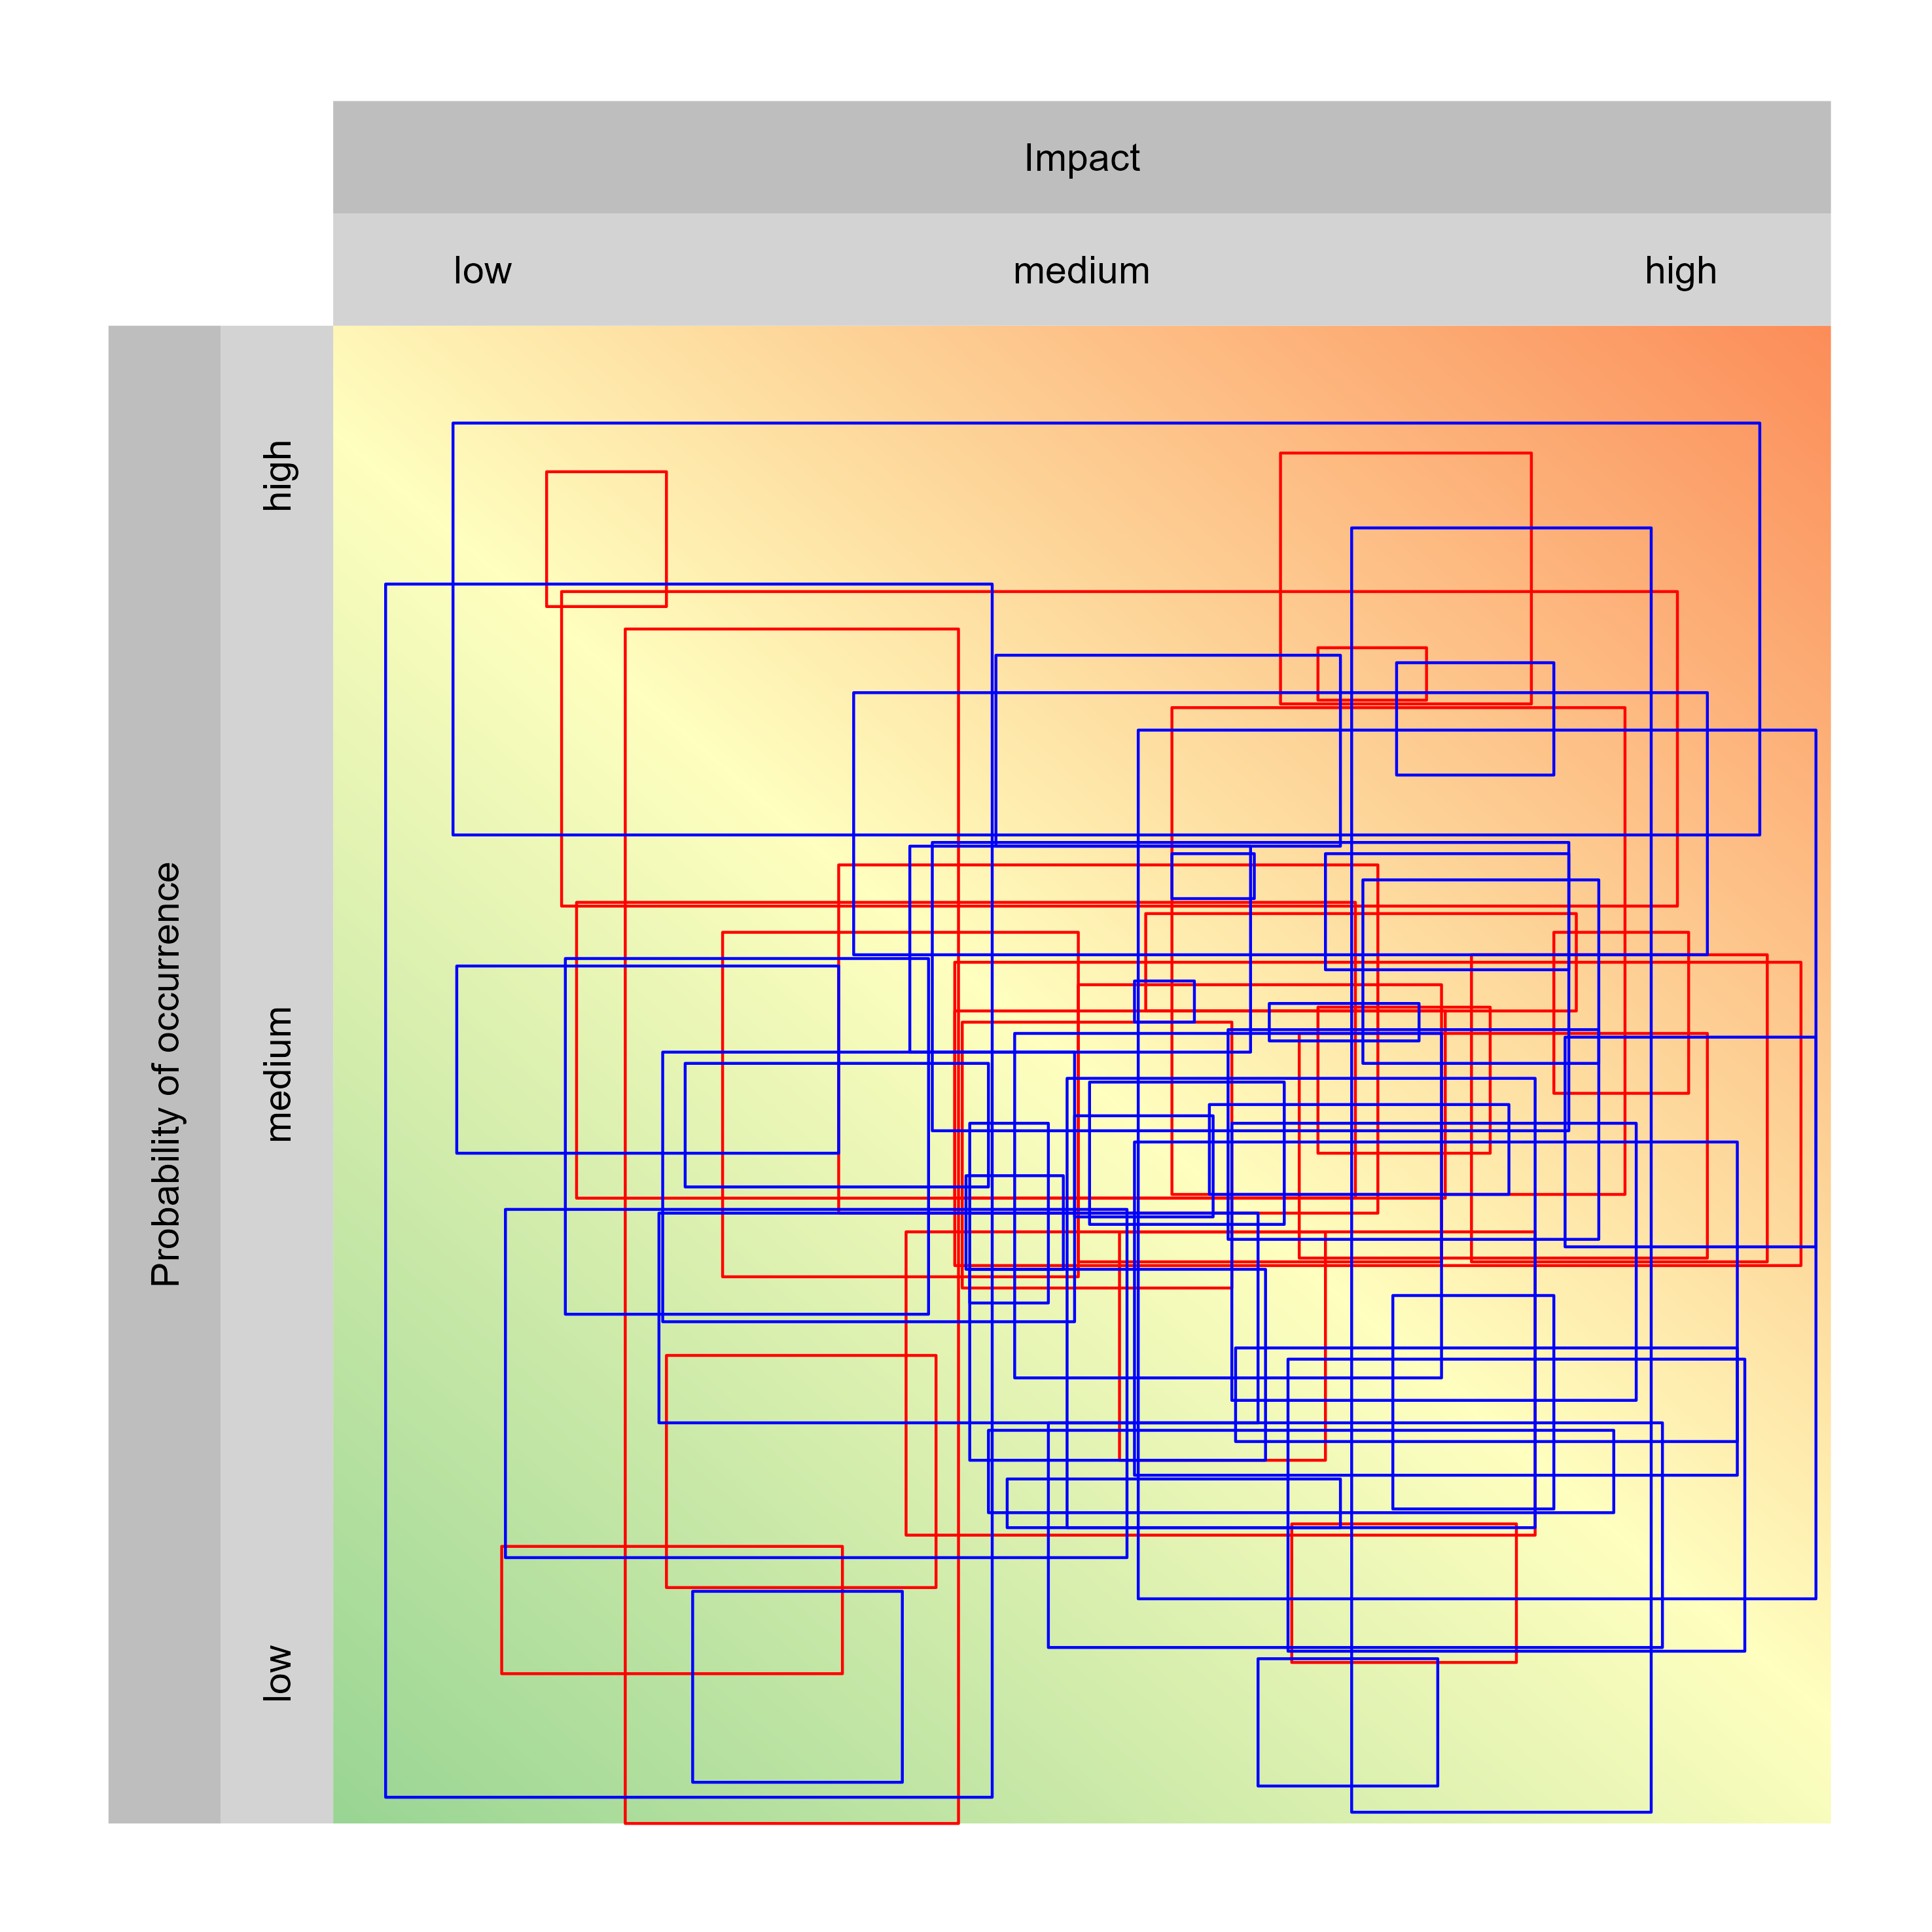 Impact
low medium high
Probability of occurrence
high
medium
low